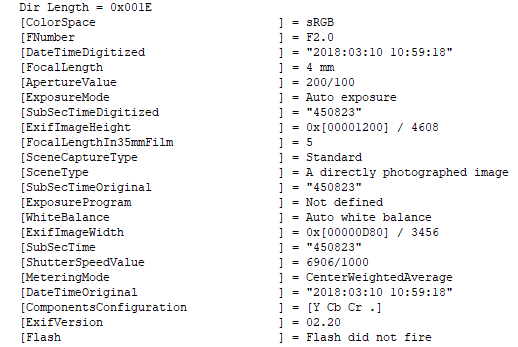 Dir Length = 0x001E
[ColorSpace ] = sRGB
[FNumber ] = F2.0
[DateTimeDigitized ] = "2018:03:10 10:59:18"
[FocalLength ] = 4 mm
[ApertureValue ] = 200/100
[ExposureMode ] = Auto exposure
[SubSecTimeDigitized ] = "450823"
[ExifImageHeight ] = 0x[00001200] / 4608
[FocalLengthIn35mmFilm ] = 5
[SceneCaptureType ] = Standard
[SceneType ] = A directly photographed image
[SubSecTimeOriginal ] = "450823"
[ExposureProgram ] = Not defined
[WhiteBalance ] = Auto white balance
[ExifImageWidth ] = 0x[00000D80] / 3456
[SubSecTime ] = "450823"
[ShutterSpeedValue ] = 6906/1000
[MeteringMode ] = CenterWeightedAverage
[DateTimeOriginal ] = "2018:03:10 10:59:18"
[ComponentsConfiguration ] = [Y Cb Cr .]
[ExifVersion ] = 02.20
[Flash ] = Flash did not fire